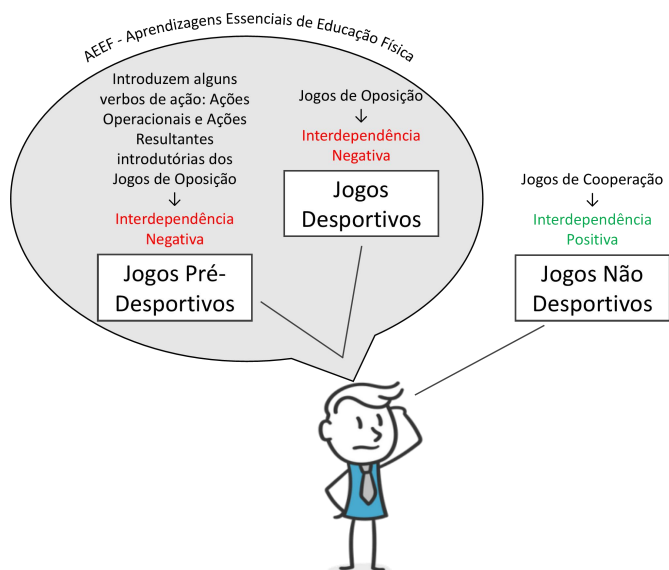 AEEF - Aprendizagens Essenciais de Educação Física
Introduzem alguns
verbos de ação: Ações
Operacionais e Ações
Resultantes
introdutórias dos
Jogos de Oposição
↓
Interdependência
Negativa
Jogos Pré-
Desportivos
Jogos de Oposição
↓
Interdependência
Negativa
Jogos
Desportivos
Jogos de Cooperação
↓
Interdependência
Positiva
Jogos Não
Desportivos